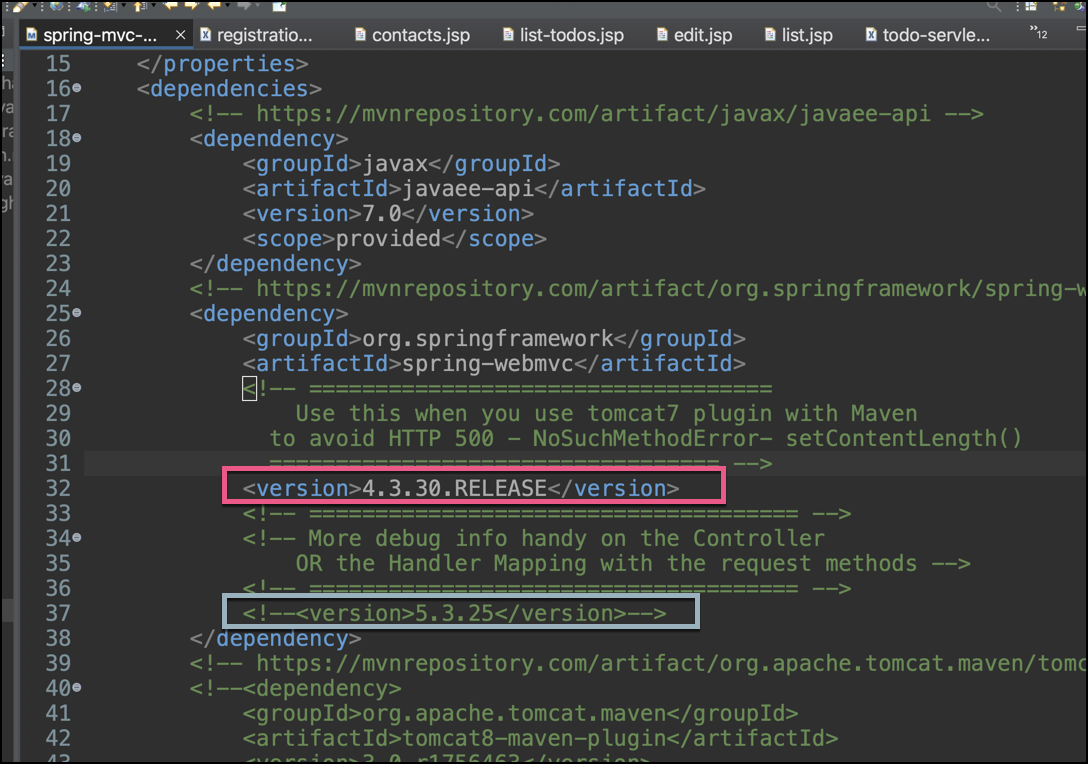 spring-mvc-... registratio... contacts.jsp list-todos.jsp edit.jsp list.jsp todo-servle... 12
15 </properties>
16 <dependencies>
17 <!-- https://mvnrepository.com/artifact/javax/javaee-api -->
18 <dependency>
19 <groupId>javax</groupId>
20 <artifactId>javaee-api</artifactId>
21 <version>7.0</version>
22 <scope>provided</scope>
23 </dependency>
24 <!-- https://mvnrepository.com/artifact/org.springframework/spring-w
25 <dependency>
26 <groupId>org.springframework</groupId>
27 <artifactId>spring-webmvc</artifactId>
28 <!-- ===================================
29 Use this when you use tomcat7 plugin with Maven
30 to avoid HTTP 500 - NoSuchMethodError- setContentLength()
31 ================================== -->
32 <version>4.3.30.RELEASE</version>
33 <!-- ===================================== -->
34 <!-- More debug info handy on the Controller
35 OR the Handler Mapping with the request methods -->
36 <!-- ===================================== -->
37 <!--<version>5.3.25</version>-->
38 </dependency>
39 <!-- https://mvnrepository.com/artifact/org.apache.tomcat.maven/tomc
40 <!--<dependency>
41 <groupId>org.apache.tomcat.maven</groupId>
42 <artifactId>tomcat8-maven-plugin</artifactId>
43 <version>3.0-r1756463</version>